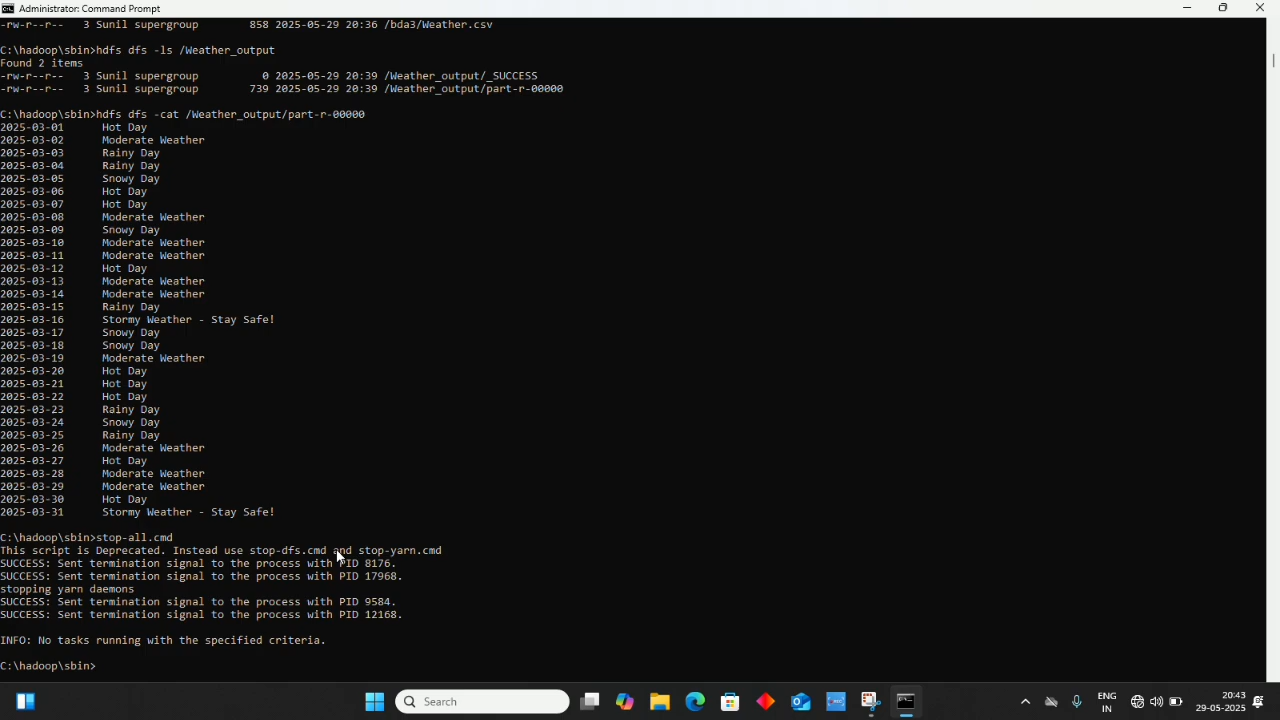 Administrator: Command Prompt
-rw-r--r--   3 Sunil supergroup        858 2025-05-29 20:36 /bda3/Weather.csv
C:\hadoop\sbin>hdfs dfs -ls /Weather_output
Found 2 items
-rw-r--r--   3 Sunil supergroup          0 2025-05-29 20:39 /Weather_output/_SUCCESS
-rw-r--r--   3 Sunil supergroup        739 2025-05-29 20:39 /Weather_output/part-r-00000
C:\hadoop\sbin>hdfs dfs -cat /Weather_output/part-r-00000
2025-03-01      Hot Day
2025-03-02      Moderate Weather
2025-03-03      Rainy Day
2025-03-04      Rainy Day
2025-03-05      Snowy Day
2025-03-06      Hot Day
2025-03-07      Hot Day
2025-03-08      Moderate Weather
2025-03-09      Snowy Day
2025-03-10      Moderate Weather
2025-03-11      Moderate Weather
2025-03-12      Hot Day
2025-03-13      Moderate Weather
2025-03-14      Moderate Weather
2025-03-15      Rainy Day
2025-03-16      Stormy Weather - Stay Safe!
2025-03-17      Snowy Day
2025-03-18      Snowy Day
2025-03-19      Moderate Weather
2025-03-20      Hot Day
2025-03-21      Hot Day
2025-03-22      Hot Day
2025-03-23      Rainy Day
2025-03-24      Snowy Day
2025-03-25      Rainy Day
2025-03-26      Moderate Weather
2025-03-27      Hot Day
2025-03-28      Moderate Weather
2025-03-29      Moderate Weather
2025-03-30      Hot Day
2025-03-31      Stormy Weather - Stay Safe!
C:\hadoop\sbin>stop-all.cmd
This script is Deprecated. Instead use stop-dfs.cmd and stop-yarn.cmd
SUCCESS: Sent termination signal to the process with PID 8176.
SUCCESS: Sent termination signal to the process with PID 17968.
stopping yarn daemons
SUCCESS: Sent termination signal to the process with PID 9584.
SUCCESS: Sent termination signal to the process with PID 12168.
INFO: No tasks running with the specified criteria.
C:\hadoop\sbin>
Search
ENG
IN
20:43
29-05-2025